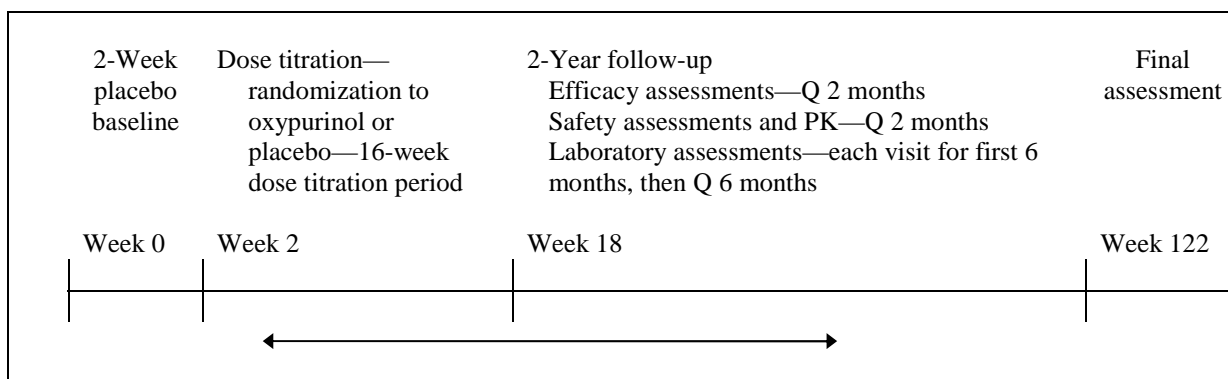 2-Week
placebo
baseline
Dose titration—
randomization to
oxypurinol or
placebo—16-week
dose titration period
2-Year follow-up
Efficacy assessments—Q 2 months
Safety assessments and PK—Q 2 months
Laboratory assessments—each visit for first 6
months, then Q 6 months
Final
assessment
Week 0
Week 2
Week 18
Week 122